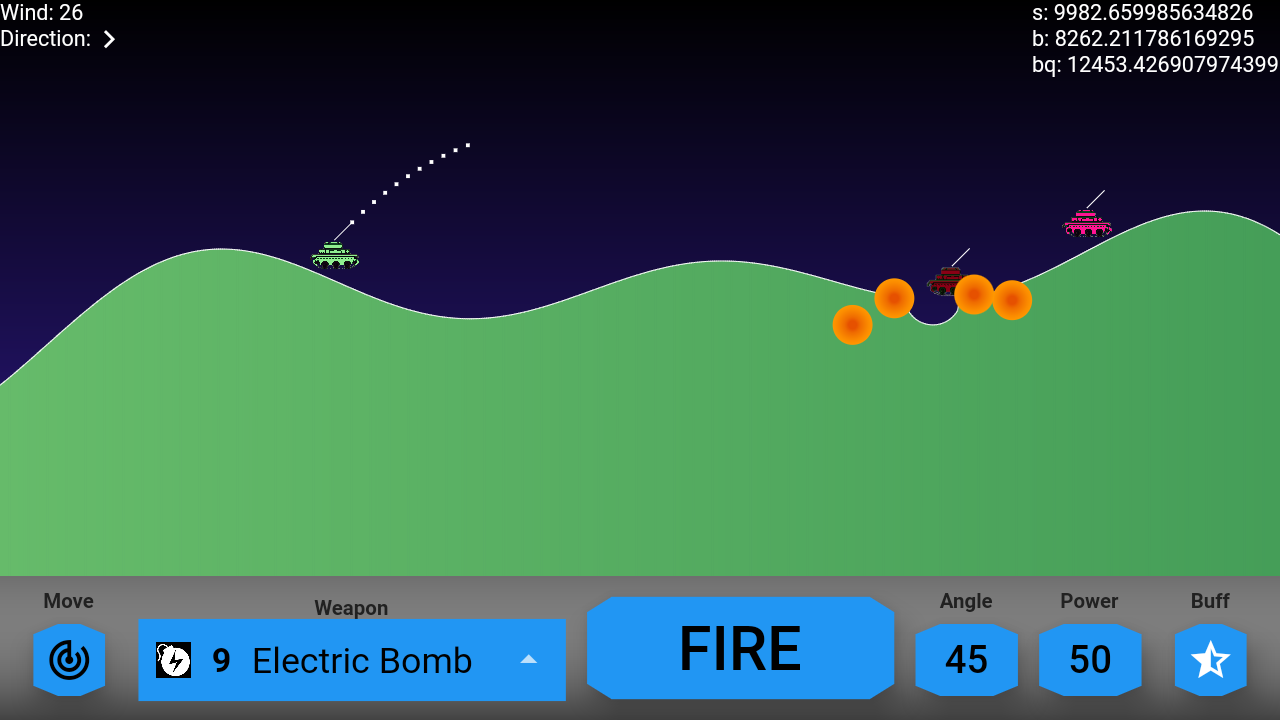 Wind: 26
Direction:
s: 9982.659985634826
b: 8262.211786169295
bq: 12453.426907974399
Move
Weapon
9 Electric Bomb
FIRE
Angle
45
Power
50
Buff